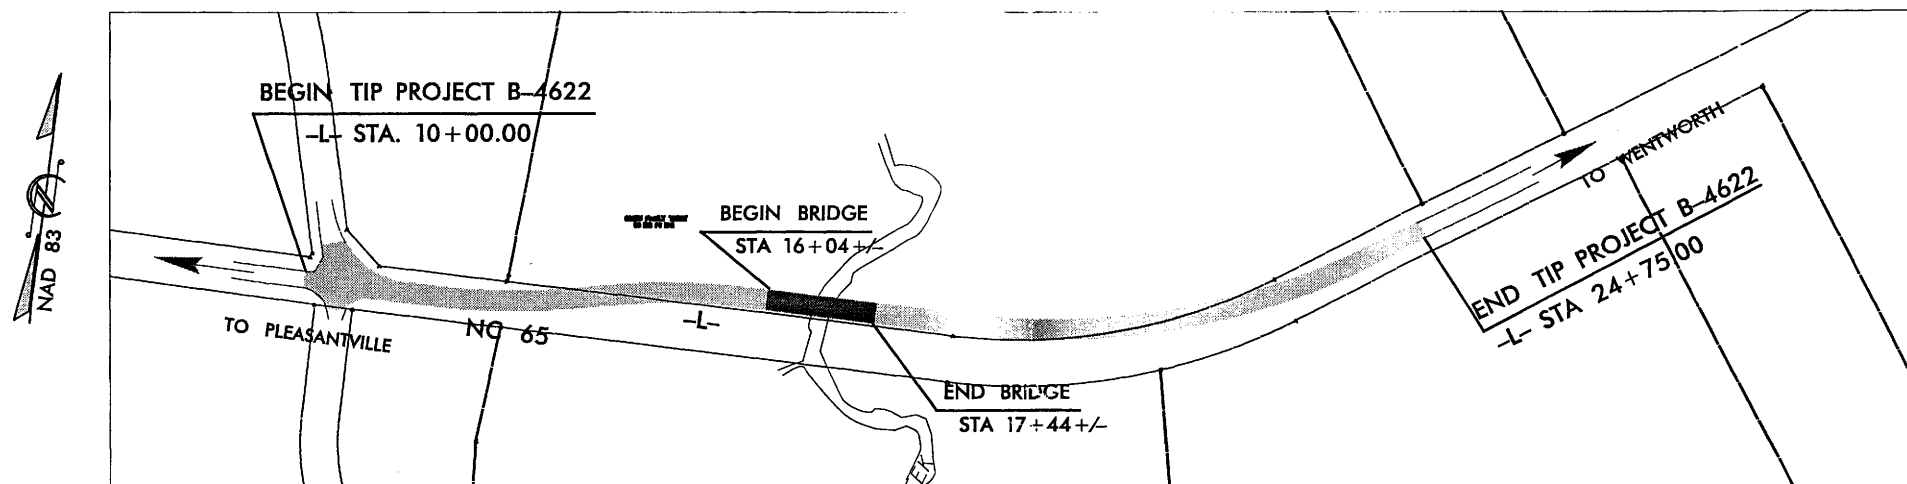 BEGIN TIP PROJECT B-4622
-L- STA. 10+00.00
NAD 83
BEGIN BRIDGE
STA 16+04+/-
TO WENTWORTH
END TIP PROJECT B-4622
-L- STA 24+75.00
TO PLEASANTVILLE
NC 65
-L-
END BRIDGE
STA 17+44+/-
EK